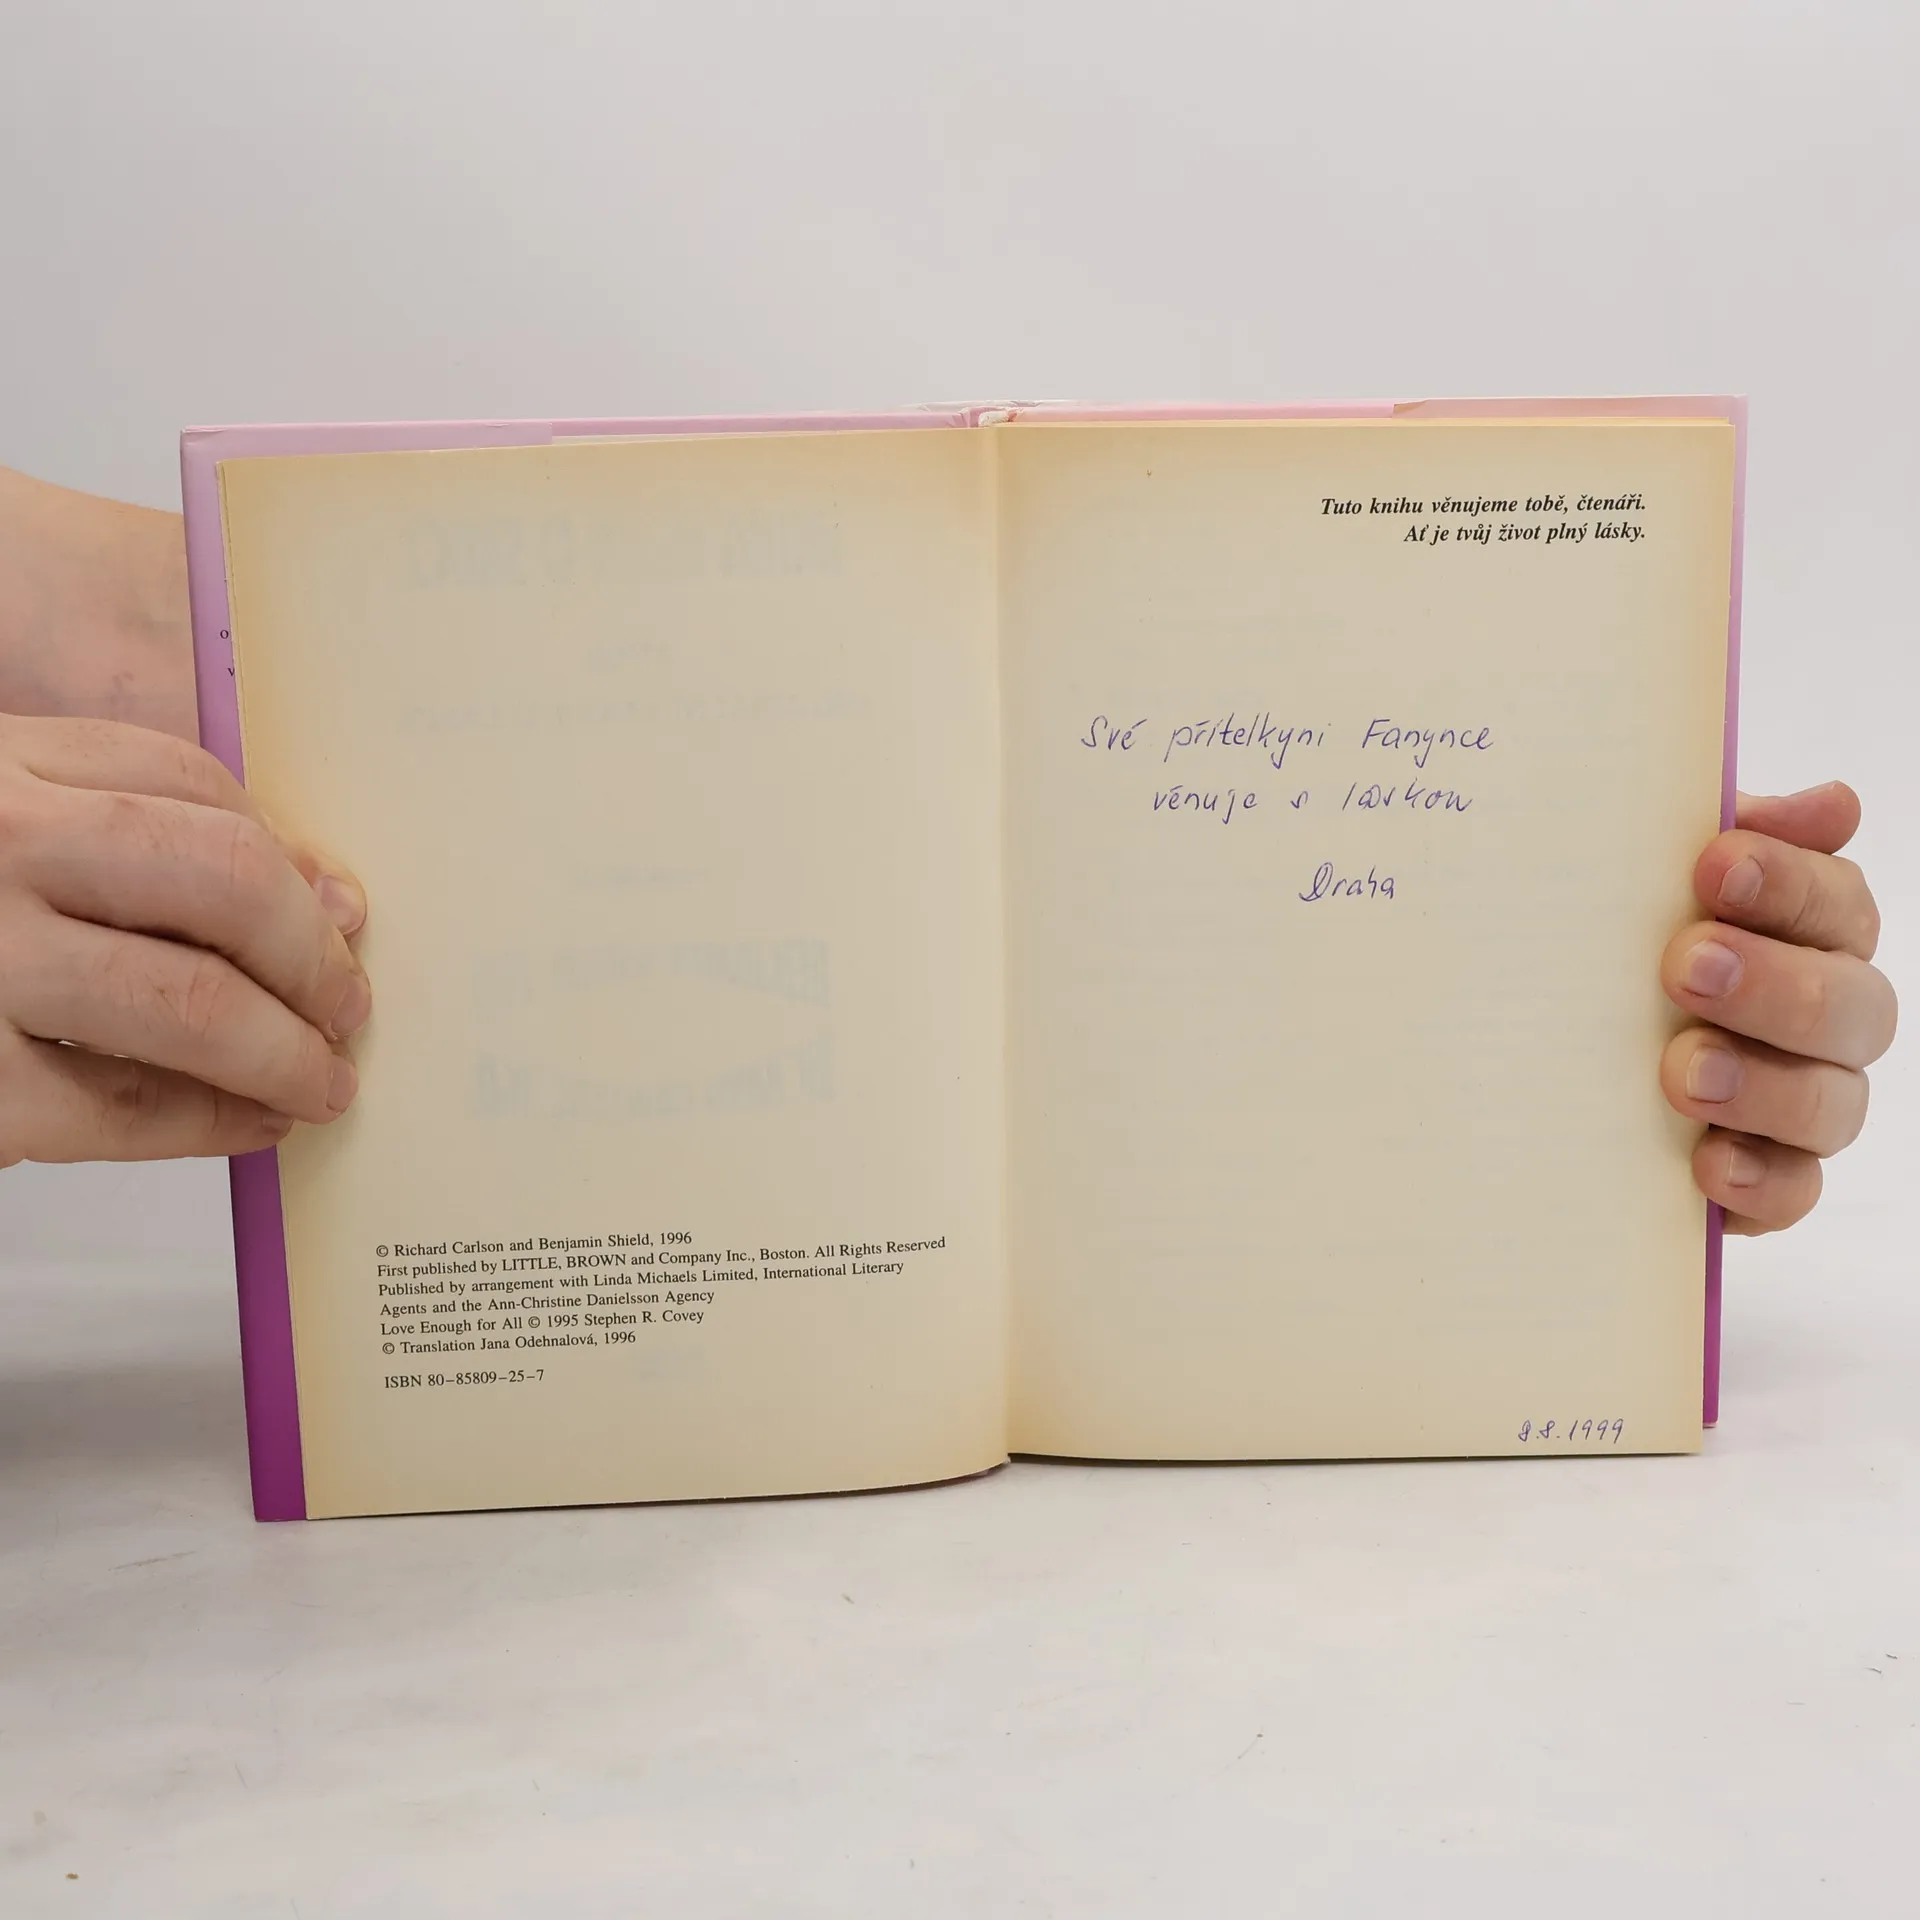 © Richard Carlson and Benjamin Shield, 1996
First published by LITTLE, BROWN and Company Inc., Boston. All Rights Reserved
Published by arrangement with Linda Michaels Limited, International Literary
Agents and the Ann-Christine Danielsson Agency
Love Enough for All © 1995 Stephen R. Covey
© Translation Jana Odehnalová, 1996
ISBN 80–85809–25–7
Tuto knihu věnujeme tobě, čtenáři.
Ať je tvůj život plný lásky.
Své přítelkyni Fanynce
věnuje s láskou
Draha
8.8.1999